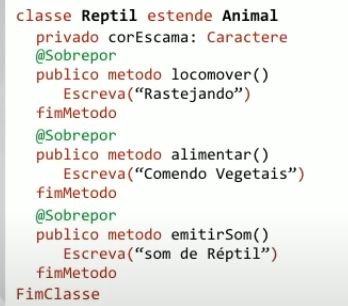 classe Reptil estende Animal
privado corEscama: Caractere
@Sobrepor
publico metodo locomover()
Escreva(“Rastejando”)
fimMetodo
@Sobrepor
publico metodo alimentar()
Escreva(“Comendo Vegetais”)
fimMetodo
@Sobrepor
publico metodo emitirSom()
Escreva(“som de Réptil”)
fimMetodo
FimClasse